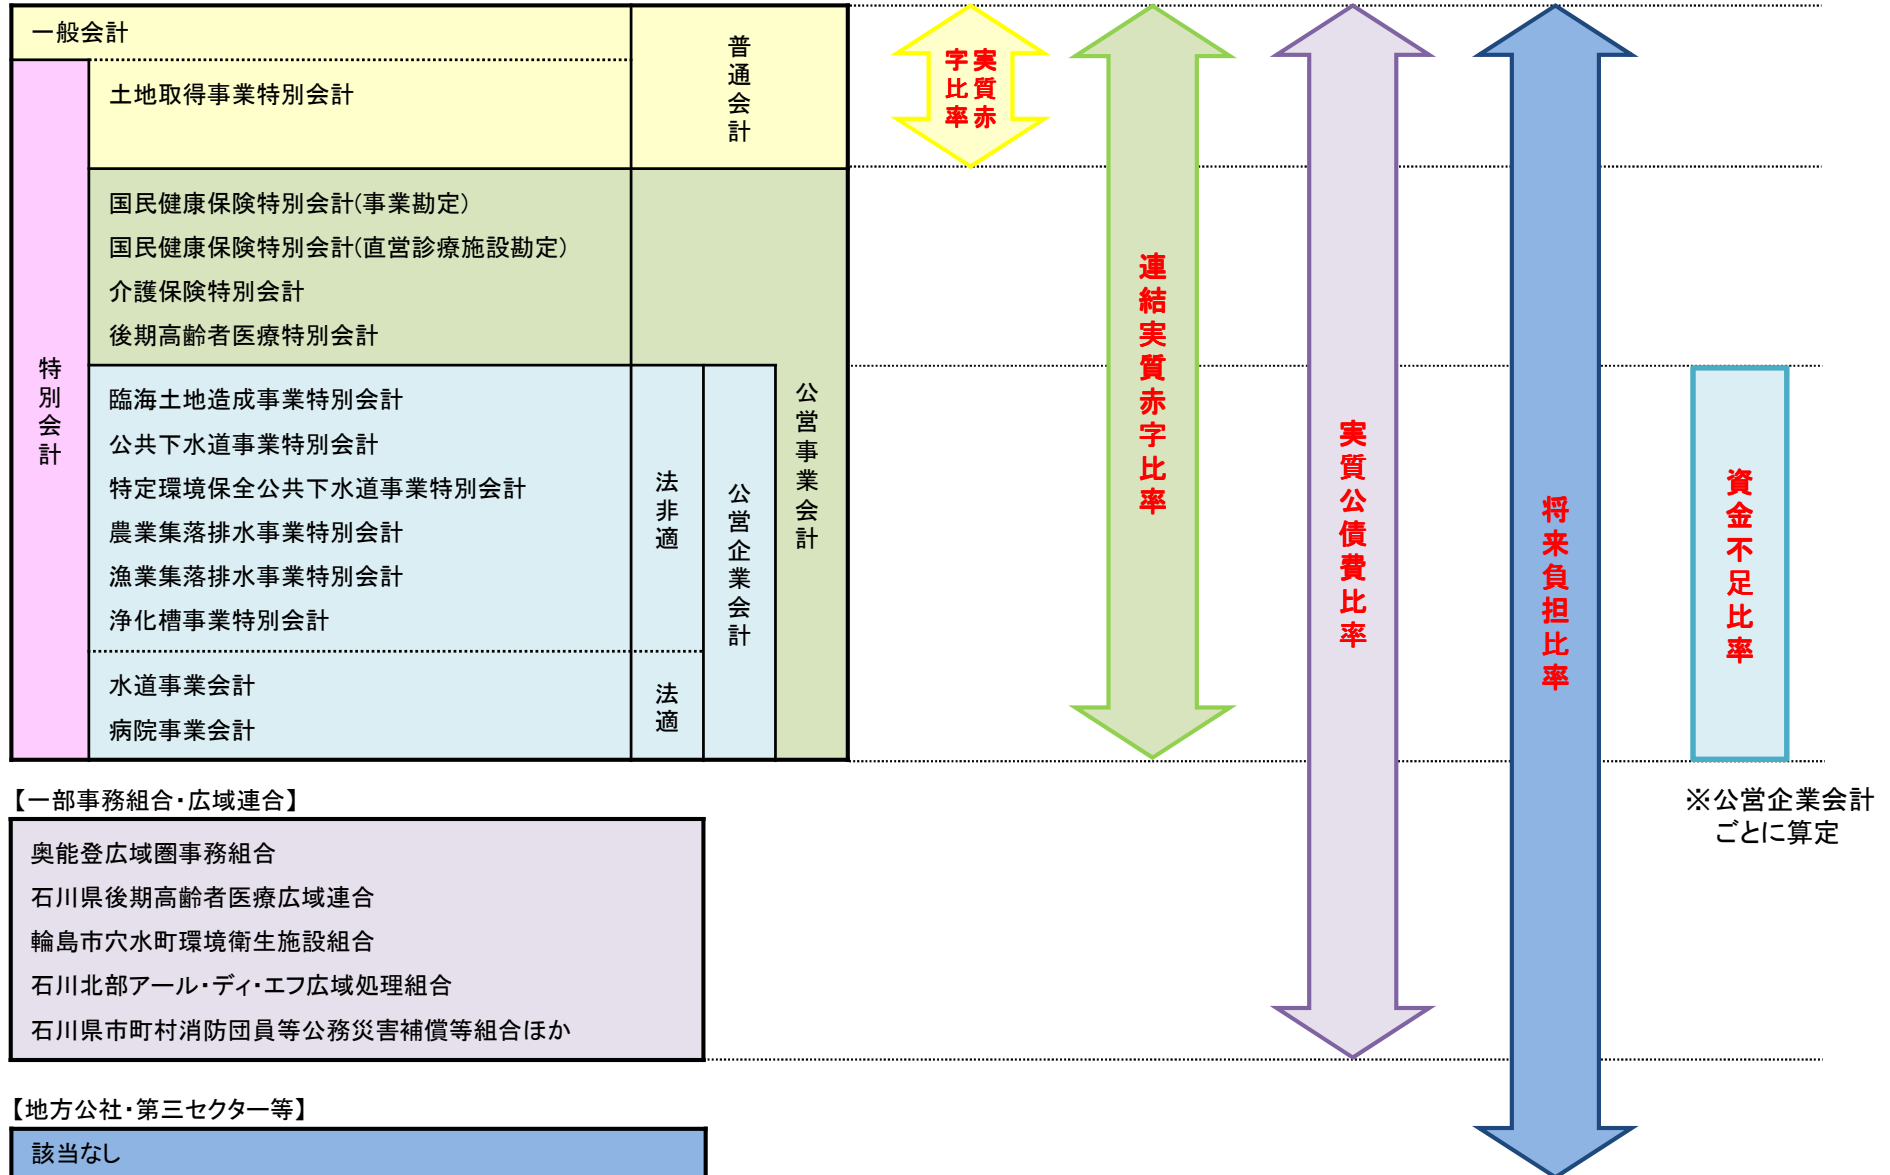 一般会計
土地取得事業特別会計
普通会計
特別会計
国民健康保険特別会計(事業勘定)
国民健康保険特別会計(直営診療施設勘定)
介護保険特別会計
後期高齢者医療特別会計
臨海土地造成事業特別会計
公共下水道事業特別会計
特定環境保全公共下水道事業特別会計
農業集落排水事業特別会計
漁業集落排水事業特別会計
浄化槽事業特別会計
法非適
水道事業会計
病院事業会計
法適
公営企業会計
公営事業会計
実質赤
字比率
連結実質赤字比率
実質公債費比率
将来負担比率
資金不足比率
※公営企業会計
ごとに算定
【一部事務組合・広域連合】
奥能登広域圏事務組合
石川県後期高齢者医療広域連合
輪島市穴水町環境衛生施設組合
石川北部アール・ディ・エフ広域処理組合
石川県市町村消防団員等公務災害補償等組合ほか
【地方公社・第三セクター等】
該当なし